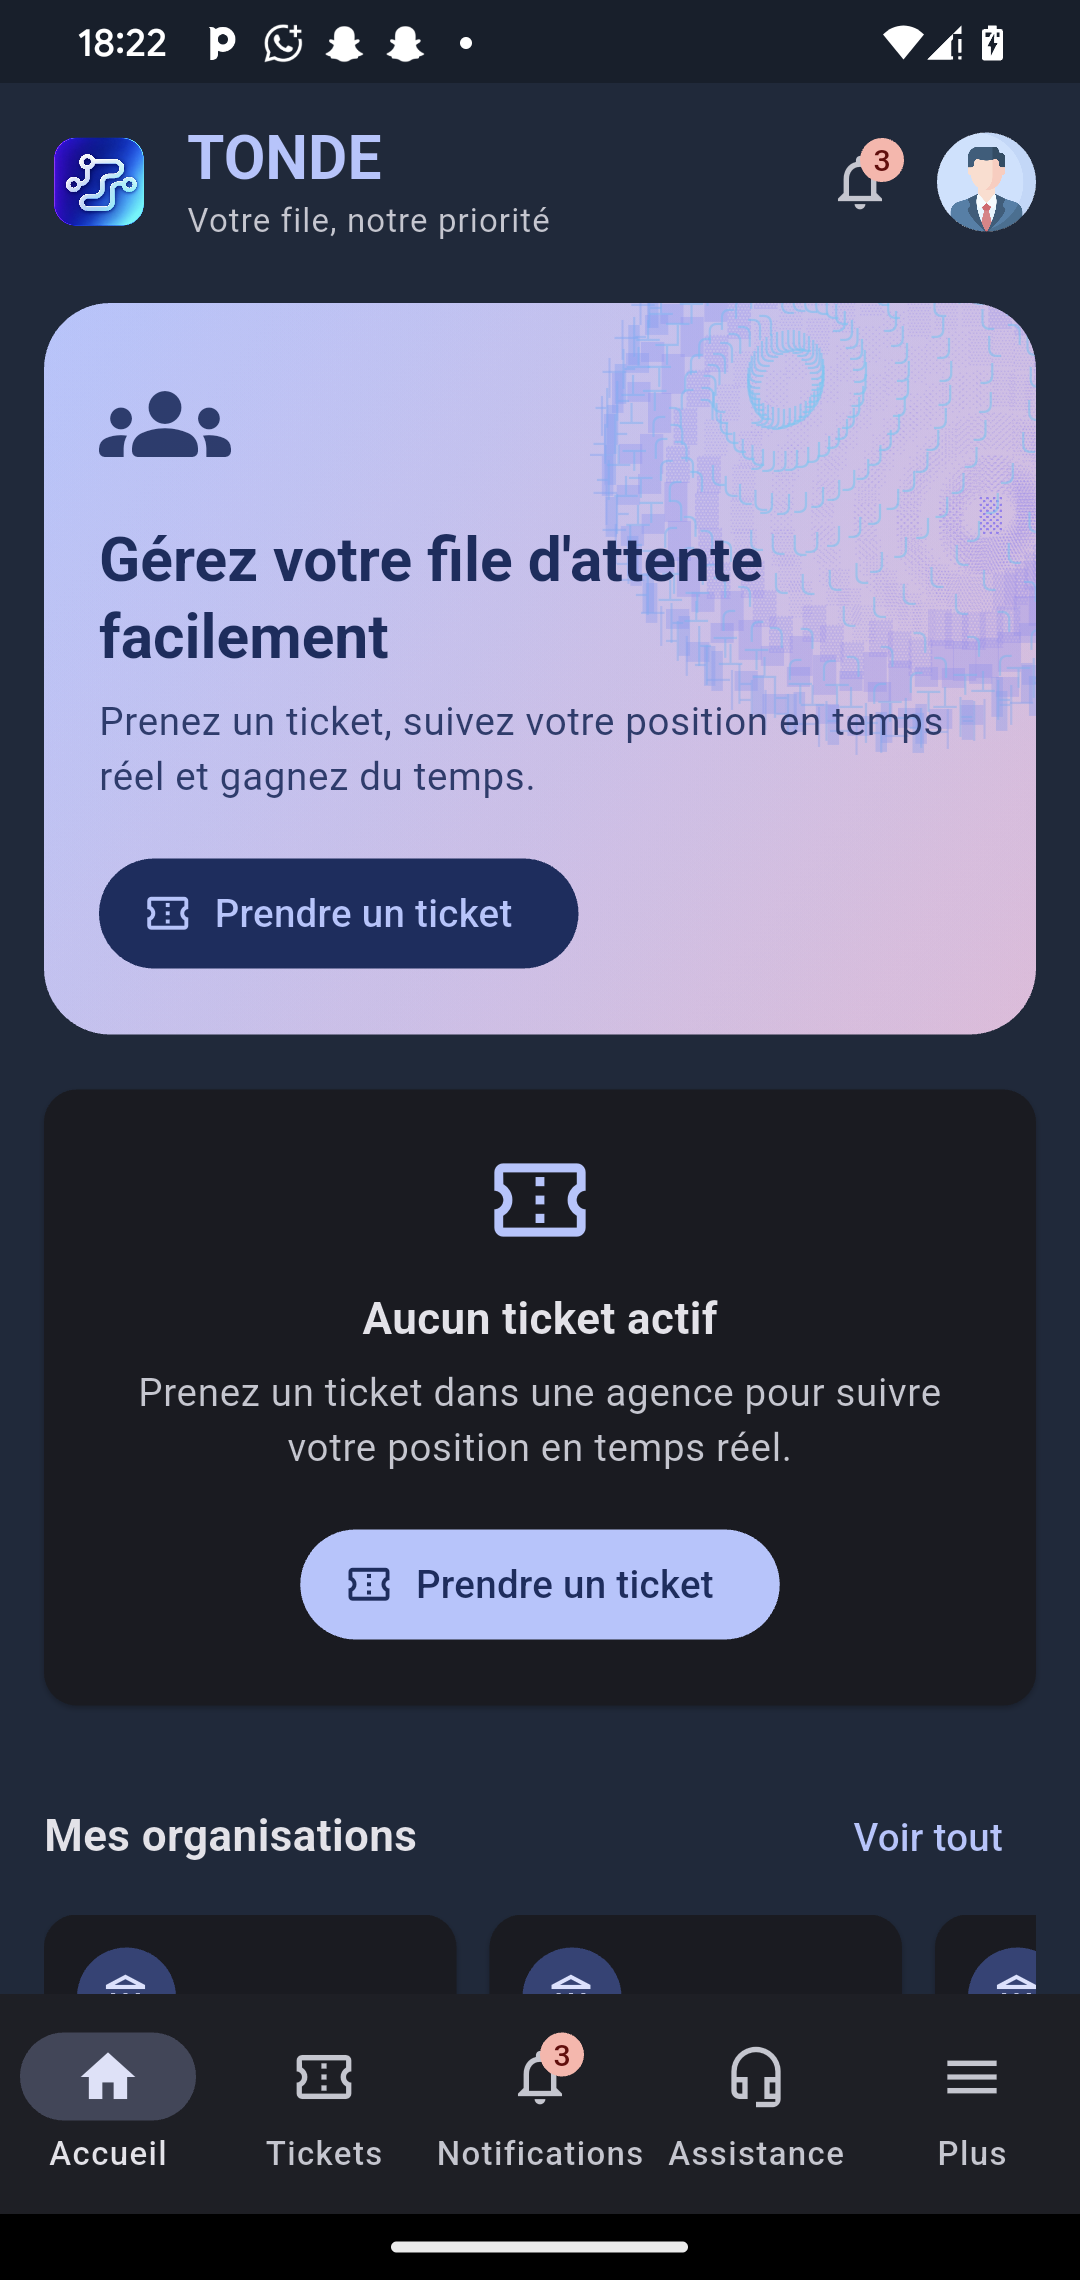 18:22
TONDE
Votre file, notre priorité
3
Gérez votre file d'attente
facilement
Prenez un ticket, suivez votre position en temps
réel et gagnez du temps.
Prendre un ticket
Aucun ticket actif
Prenez un ticket dans une agence pour suivre
votre position en temps réel.
Prendre un ticket
Mes organisations
Voir tout
3
Accueil
Tickets
Notifications
Assistance
Plus